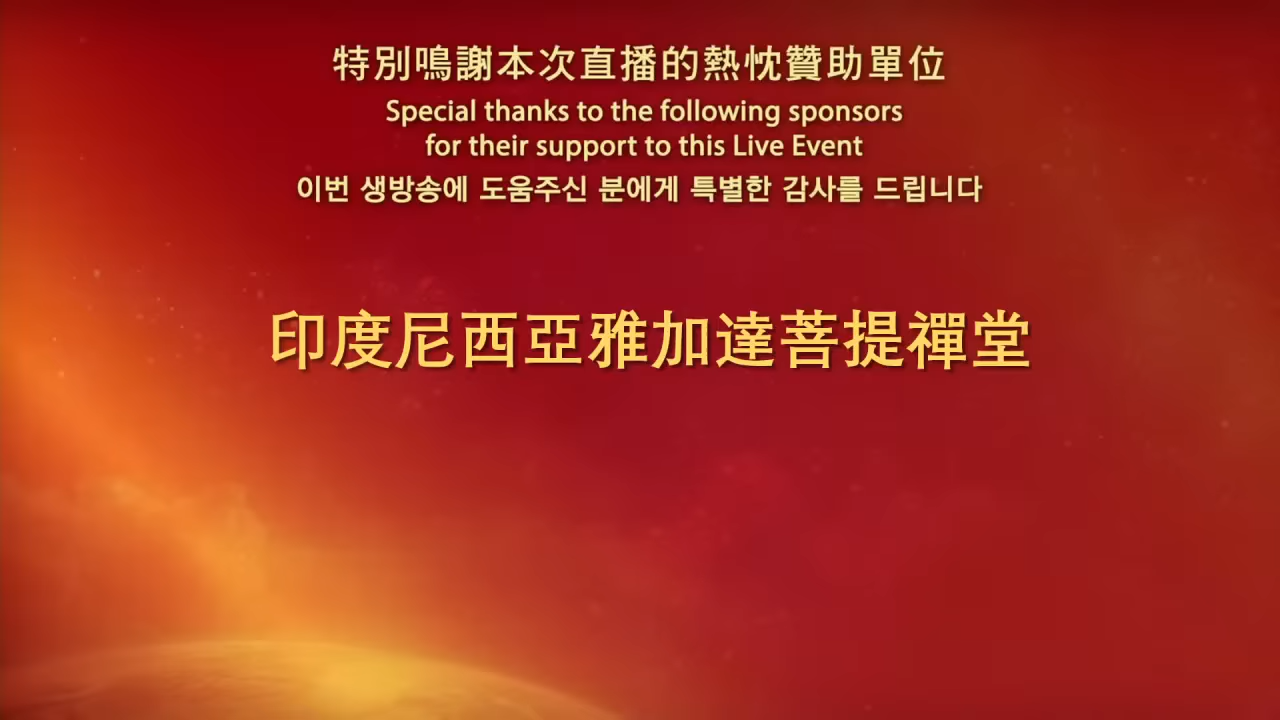 特別鳴謝本次直播的熱忱贊助單位
Special thanks to the following sponsors
for their support to this Live Event
이번 생방송에 도움주신 분에게 특별한 감사를 드립니다
印度尼西亞雅加達菩提禪堂